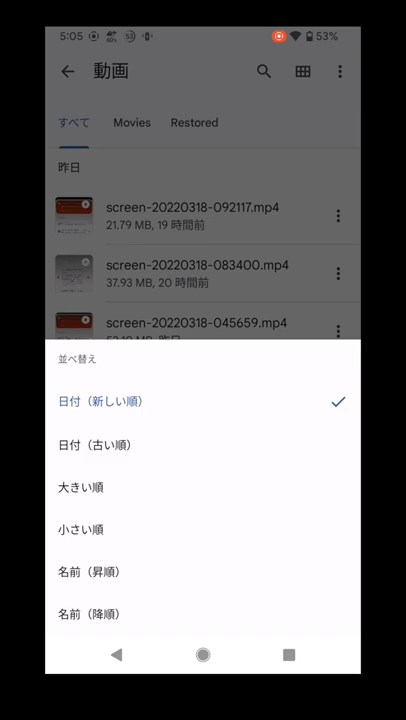 5:05 53%
動画
すべて Movies Restored
昨日
screen-20220318-092117.mp4
21.79 MB, 19 時間前
screen-20220318-083400.mp4
37.93 MB, 20 時間前
screen-20220318-045659.mp4
並べ替え
日付（新しい順）
日付（古い順）
大きい順
小さい順
名前（昇順）
名前（降順）